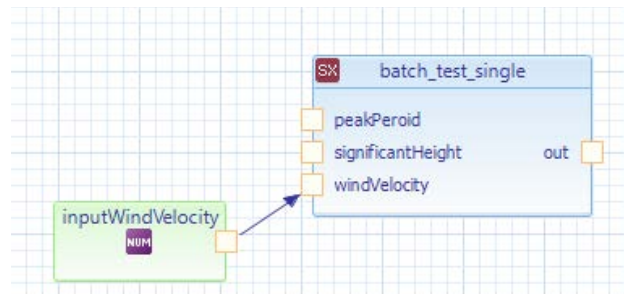 SX batch_test_single
peakPeroid
significantHeight out
windVelocity
inputWindVelocity
NUM